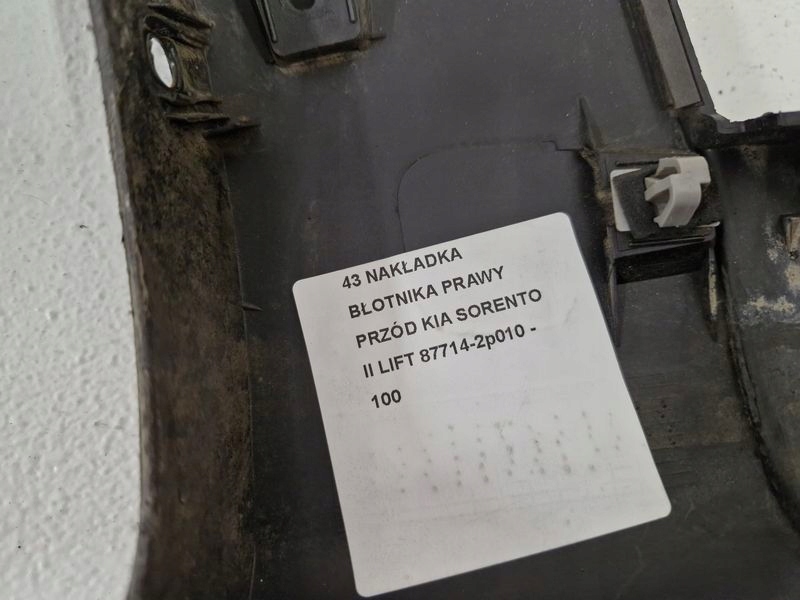 43 NAKŁADKA
BŁOTNIKA PRAWY
PRZÓD KIA SORENTO
II LIFT 87714-2p010 -
100